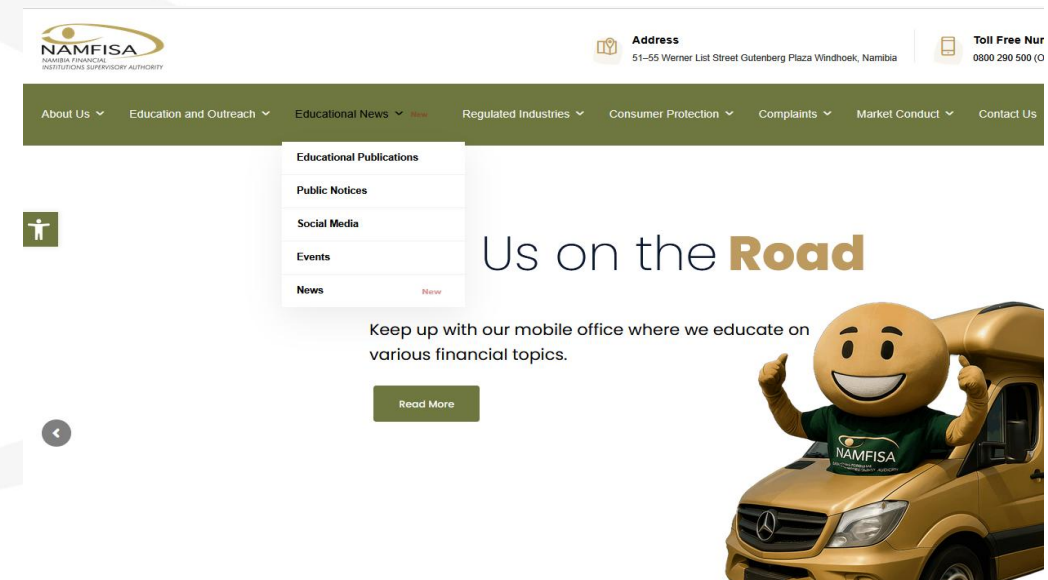 NAMFISA
NAMIBIA FINANCIAL
INSTITUTIONS SUPERVISORY AUTHORITY
Address
51–55 Werner List Street Gutenberg Plaza Windhoek, Namibia
Toll Free Nur
0800 290 500 (O
About Us
Education and Outreach
Educational News New
Regulated Industries
Consumer Protection
Complaints
Market Conduct
Contact Us
Educational Publications
Public Notices
Social Media
Events
News New
Us on the Road
Keep up with our mobile office where we educate on
various financial topics.
Read More
NAMFISA